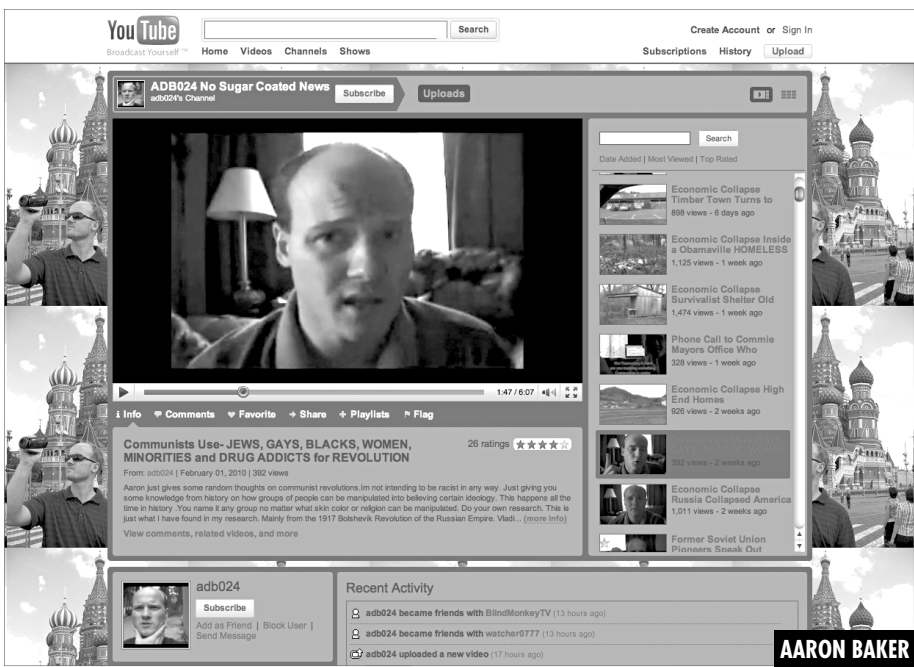 YouTube
Broadcast Yourself ™
Search
Home Videos Channels Shows
Create Account or Sign In
Subscriptions History Upload
ADB024 No Sugar Coated News
adb024's Channel
Subscribe
Uploads
Search
Date Added | Most Viewed | Top Rated
Economic Collapse
Timber Town Turns to
898 views - 6 days ago
Economic Collapse Inside
a Obamaville HOMELESS
1,125 views - 1 week ago
Economic Collapse
Survivalist Shelter Old
1,474 views - 1 week ago
Phone Call to Commie
Mayors Office Who
328 views - 1 week ago
Economic Collapse High
End Homes
926 views - 2 weeks ago
392 views - 2 weeks ago
Economic Collapse
Russia Collapsed America
1,011 views - 2 weeks ago
Former Soviet Union
Pioneers Speak Out
1:47 / 6:07
Info Comments Favorite Share Playlists Flag
Communists Use- JEWS, GAYS, BLACKS, WOMEN,
MINORITIES and DRUG ADDICTS for REVOLUTION
26 ratings
From: adb024 | February 01, 2010 | 392 views
Aaron just gives some random thoughts on communist revolutions.Im not intending to be racist in any way. Just giving you
some knowledge from history on how groups of people can be manipulated into believing certain ideology. This happens all the
time in history .You name it any group no matter what skin color or religion can be manipulated. Do your own research. This is
just what I have found in my research. Mainly from the 1917 Bolshevik Revolution of the Russian Empire. Vladi... (more info)
View comments, related videos, and more
adb024
Subscribe
Add as Friend | Block User |
Send Message
Recent Activity
adb024 became friends with BlindMonkeyTV (13 hours ago)
adb024 became friends with watcher0777 (13 hours ago)
adb024 uploaded a new video (17 hours ago)
AARON BAKER